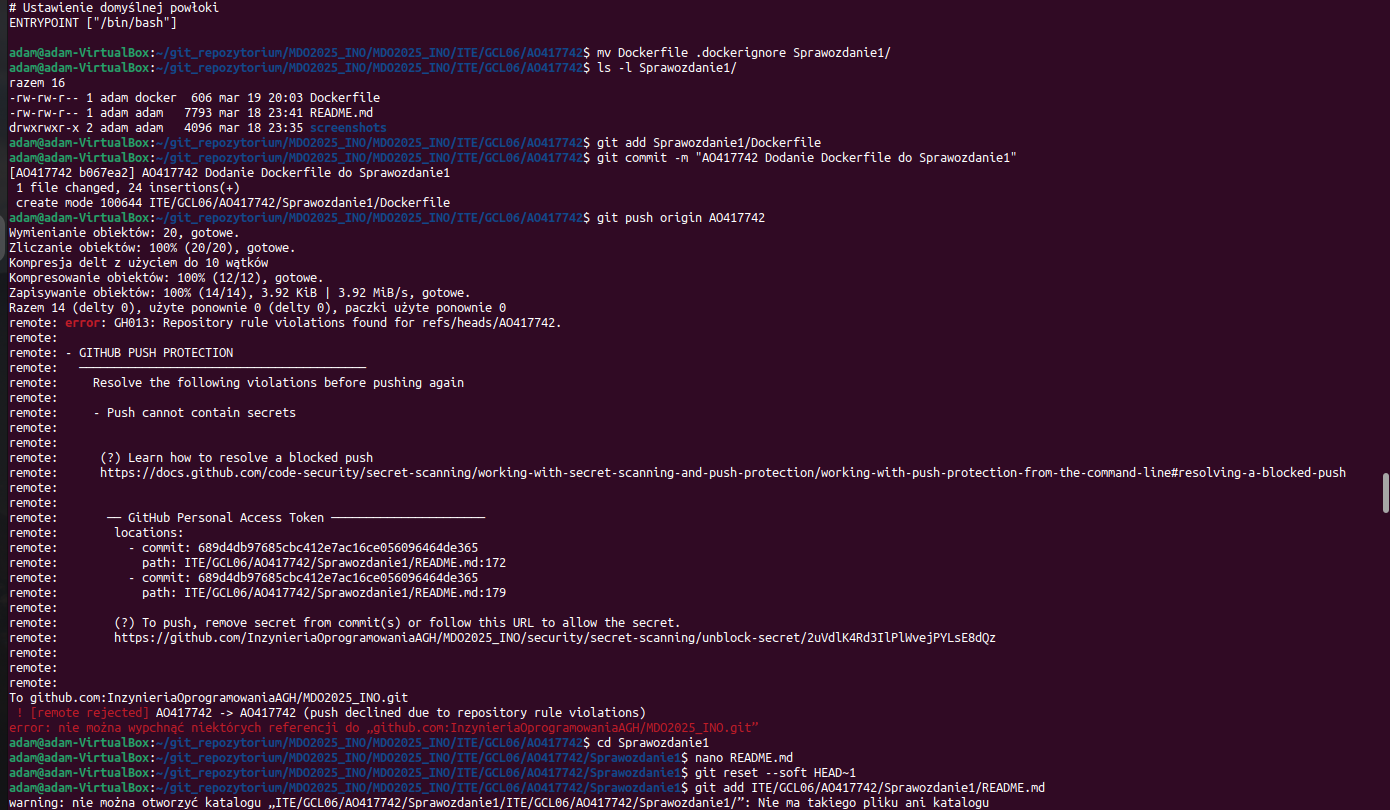 # Ustawienie domyślnej powłoki
ENTRYPOINT ["/bin/bash"]
adam@adam-VirtualBox:~/git_repozytorium/MDO2025_INO/MDO2025_INO/ITE/GCL06/AO417742$ mv Dockerfile .dockerignore Sprawozdanie1/
adam@adam-VirtualBox:~/git_repozytorium/MDO2025_INO/MDO2025_INO/ITE/GCL06/AO417742$ ls -l Sprawozdanie1/
razem 16
-rw-rw-r-- 1 adam docker  606 mar 19 20:03 Dockerfile
-rw-rw-r-- 1 adam adam   7793 mar 18 23:41 README.md
drwxrwxr-x 2 adam adam   4096 mar 18 23:35 screenshots
adam@adam-VirtualBox:~/git_repozytorium/MDO2025_INO/MDO2025_INO/ITE/GCL06/AO417742$ git add Sprawozdanie1/Dockerfile
adam@adam-VirtualBox:~/git_repozytorium/MDO2025_INO/MDO2025_INO/ITE/GCL06/AO417742$ git commit -m "AO417742 Dodanie Dockerfile do Sprawozdanie1"
[AO417742 b067ea2] AO417742 Dodanie Dockerfile do Sprawozdanie1
 1 file changed, 24 insertions(+)
 create mode 100644 ITE/GCL06/AO417742/Sprawozdanie1/Dockerfile
adam@adam-VirtualBox:~/git_repozytorium/MDO2025_INO/MDO2025_INO/ITE/GCL06/AO417742$ git push origin AO417742
Wymienianie obiektów: 20, gotowe.
Zliczanie obiektów: 100% (20/20), gotowe.
Kompresja delt z użyciem do 10 wątków
Kompresowanie obiektów: 100% (12/12), gotowe.
Zapisywanie obiektów: 100% (14/14), 3.92 KiB | 3.92 MiB/s, gotowe.
Razem 14 (delty 0), użyte ponownie 0 (delty 0), paczki użyte ponownie 0
remote: error: GH013: Repository rule violations found for refs/heads/AO417742.
remote:
remote: - GITHUB PUSH PROTECTION
remote:   —————————————————————————————————————————
remote:     Resolve the following violations before pushing again
remote:
remote:     - Push cannot contain secrets
remote:
remote:
remote:      (?) Learn how to resolve a blocked push
remote:      https://docs.github.com/code-security/secret-scanning/working-with-secret-scanning-and-push-protection/working-with-push-protection-from-the-command-line#resolving-a-blocked-push
remote:
remote:
remote:       —— GitHub Personal Access Token ——————————————————————
remote:        locations:
remote:          - commit: 689d4db97685cbc412e7ac16ce056096464de365
remote:            path: ITE/GCL06/AO417742/Sprawozdanie1/README.md:172
remote:          - commit: 689d4db97685cbc412e7ac16ce056096464de365
remote:            path: ITE/GCL06/AO417742/Sprawozdanie1/README.md:179
remote:
remote:        (?) To push, remove secret from commit(s) or follow this URL to allow the secret.
remote:        https://github.com/InzynieriaOprogramowaniaAGH/MDO2025_INO/security/secret-scanning/unblock-secret/2uVdlK4Rd3IlPlWvejPYLsE8dQz
remote:
remote:
remote:
To github.com:InzynieriaOprogramowaniaAGH/MDO2025_INO.git
 ! [remote rejected] AO417742 -> AO417742 (push declined due to repository rule violations)
error: nie można wypchnąć niektórych referencji do „github.com:InzynieriaOprogramowaniaAGH/MDO2025_INO.git”
adam@adam-VirtualBox:~/git_repozytorium/MDO2025_INO/MDO2025_INO/ITE/GCL06/AO417742$ cd Sprawozdanie1
adam@adam-VirtualBox:~/git_repozytorium/MDO2025_INO/MDO2025_INO/ITE/GCL06/AO417742/Sprawozdanie1$ nano README.md
adam@adam-VirtualBox:~/git_repozytorium/MDO2025_INO/MDO2025_INO/ITE/GCL06/AO417742/Sprawozdanie1$ git reset --soft HEAD~1
adam@adam-VirtualBox:~/git_repozytorium/MDO2025_INO/MDO2025_INO/ITE/GCL06/AO417742/Sprawozdanie1$ git add ITE/GCL06/AO417742/Sprawozdanie1/README.md
warning: nie można otworzyć katalogu „ITE/GCL06/AO417742/Sprawozdanie1/ITE/GCL06/AO417742/Sprawozdanie1/”: Nie ma takiego pliku ani katalogu